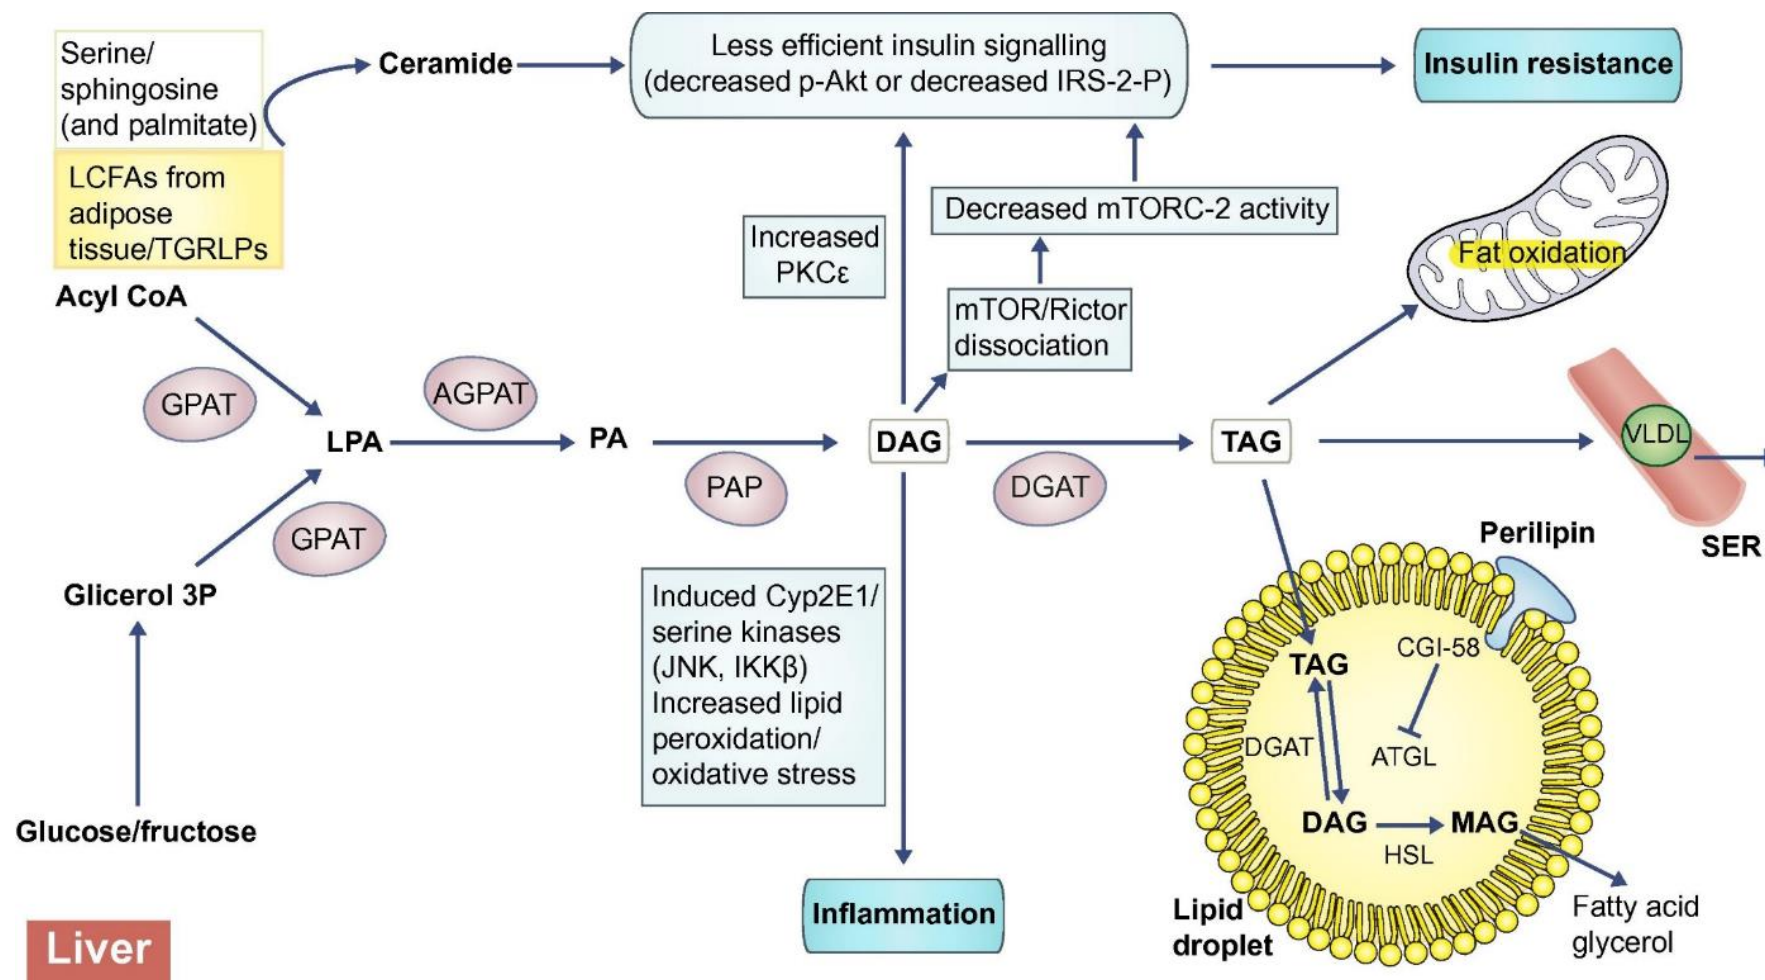 Serine/
sphingosine
(and palmitate)
LCFAs from
adipose
tissue/TGRLPs
Ceramide
Less efficient insulin signalling
(decreased p-Akt or decreased IRS-2-P)
Insulin resistance
Increased
PKCε
Decreased mTORC-2 activity
mTOR/Rictor
dissociation
Fat oxidation
Acyl CoA
GPAT
AGPAT
LPA
PA
PAP
DAG
DGAT
TAG
VLDL
SER
GPAT
Glicerol 3P
Glucose/fructose
Induced Cyp2E1/
serine kinases
(JNK, IKKβ)
Increased lipid
peroxidation/
oxidative stress
Inflammation
Perilipin
CGI-58
TAG
DGAT
ATGL
DAG
MAG
HSL
Lipid
droplet
Fatty acid
glycerol
Liver